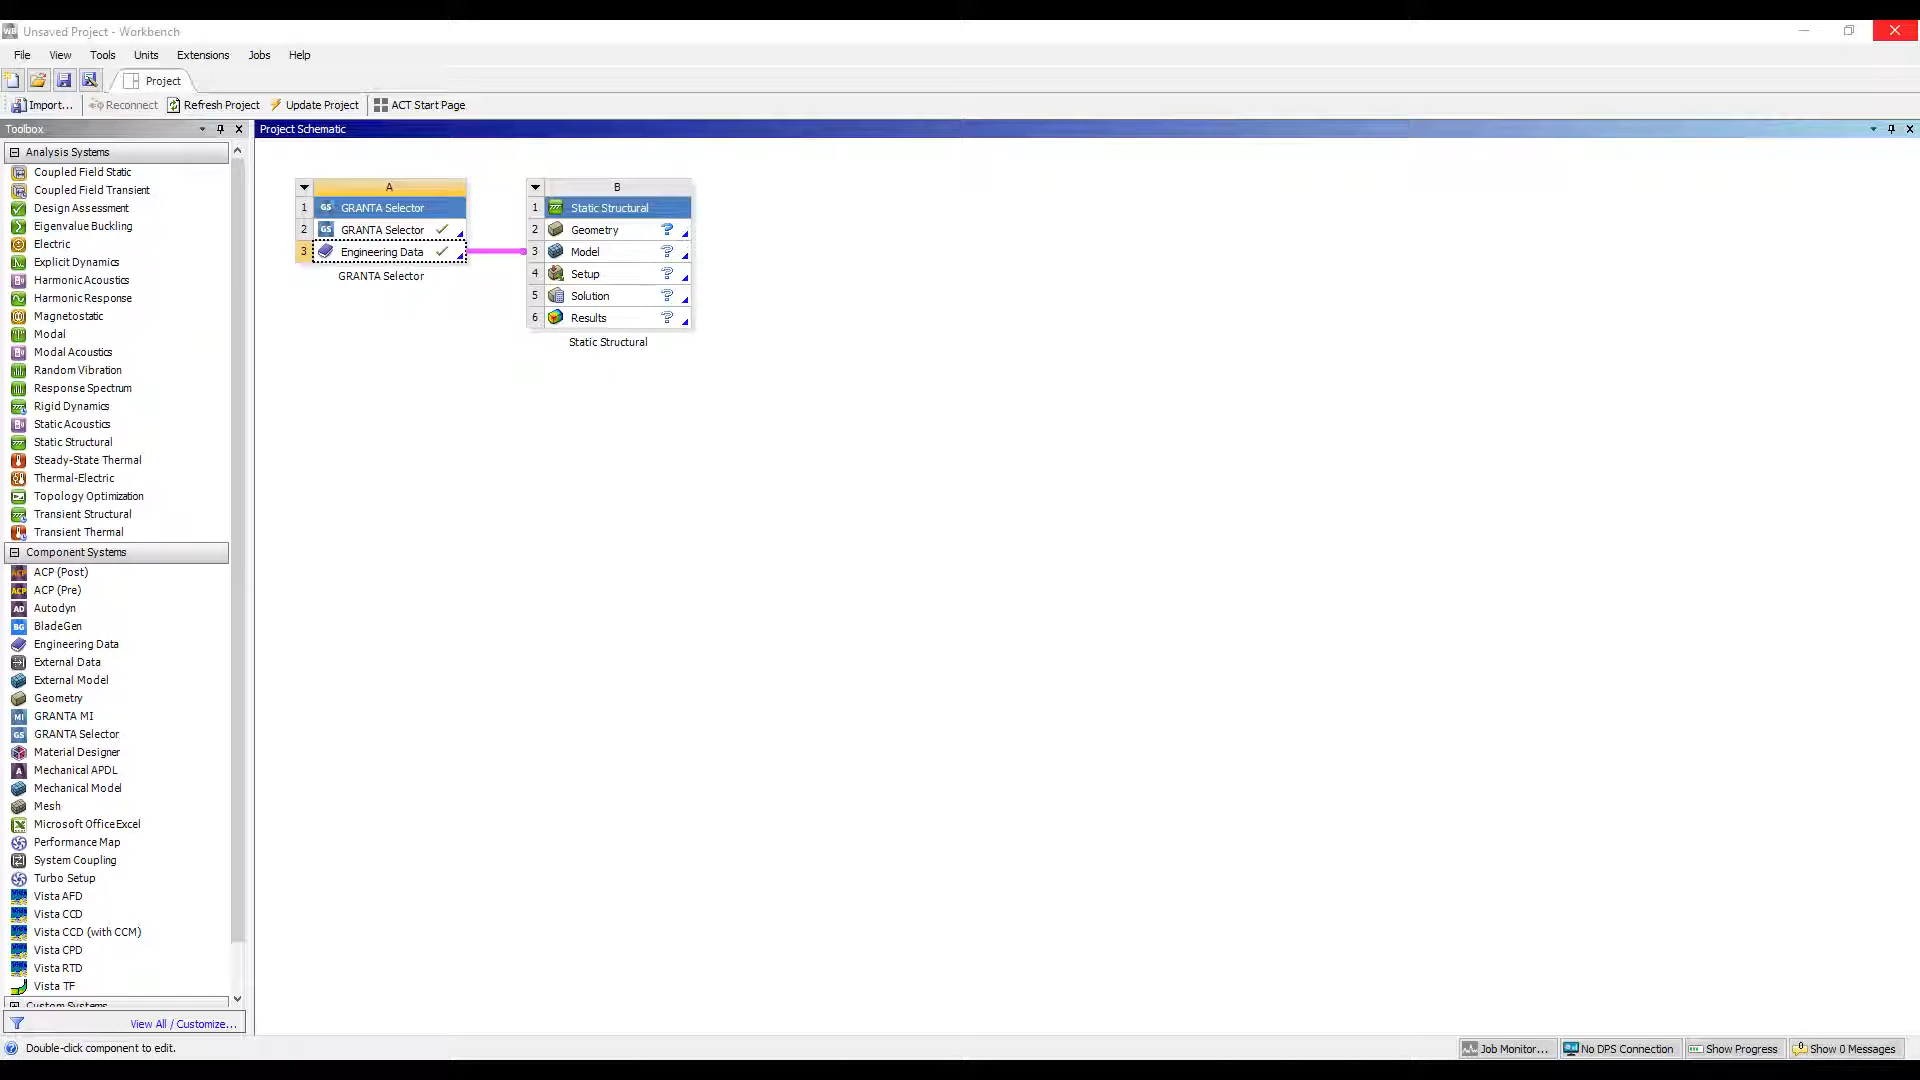 Unsaved Project - Workbench
File View Tools Units Extensions Jobs Help
Project
Import... Reconnect Refresh Project Update Project ACT Start Page
Toolbox
Project Schematic
Analysis Systems
Coupled Field Static
Coupled Field Transient
Design Assessment
Eigenvalue Buckling
Electric
Explicit Dynamics
Harmonic Acoustics
Harmonic Response
Magnetostatic
Modal
Modal Acoustics
Random Vibration
Response Spectrum
Rigid Dynamics
Static Acoustics
Static Structural
Steady-State Thermal
Thermal-Electric
Topology Optimization
Transient Structural
Transient Thermal
Component Systems
ACP (Post)
ACP (Pre)
Autodyn
BladeGen
Engineering Data
External Data
External Model
Geometry
GRANTA MI
GRANTA Selector
Material Designer
Mechanical APDL
Mechanical Model
Mesh
Microsoft Office Excel
Performance Map
System Coupling
Turbo Setup
Vista AFD
Vista CCD
Vista CCD (with CCM)
Vista CPD
Vista RTD
Vista TF
Custom Systems
View All / Customize...
A
1 GS GRANTA Selector
2 GS GRANTA Selector
3 Engineering Data
GRANTA Selector
B
1 Static Structural
2 Geometry
3 Model
4 Setup
5 Solution
6 Results
Static Structural
Double-click component to edit.
Job Monitor... No DPS Connection Show Progress Show 0 Messages